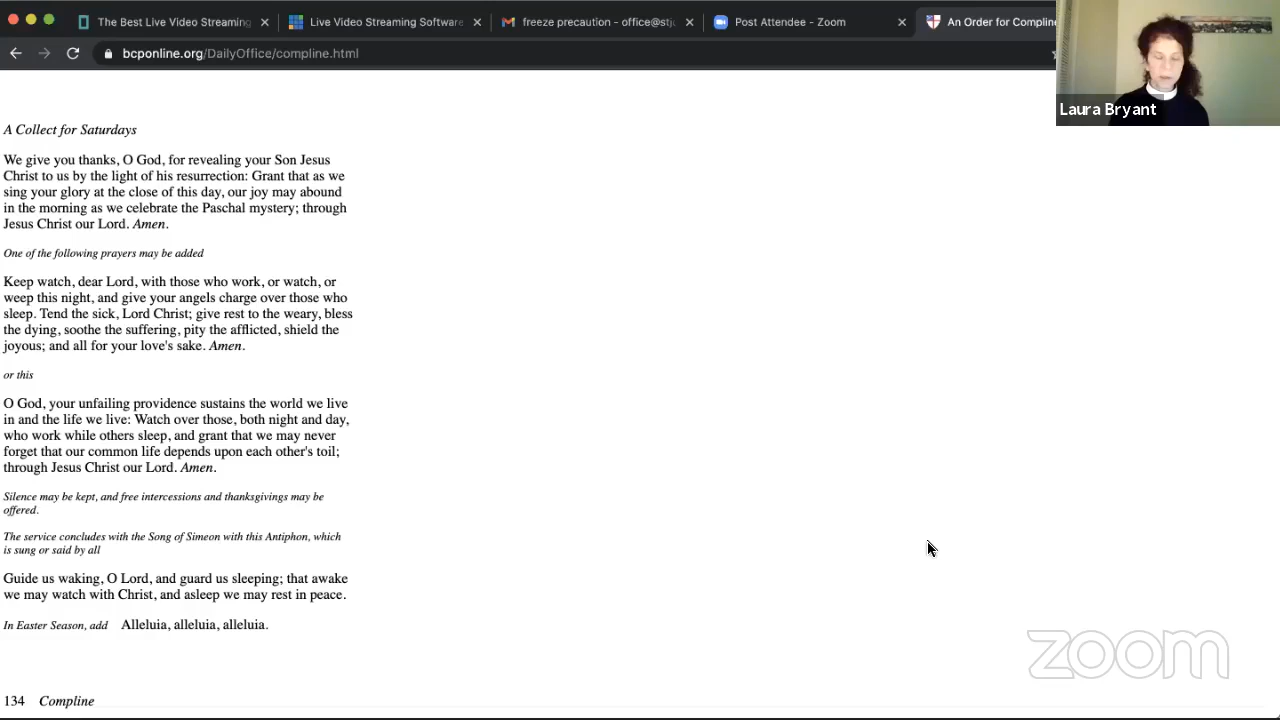 The Best Live Video Streaming
Live Video Streaming Software
freeze precaution - office@stj
Post Attendee - Zoom
An Order for Compline
bcponline.org/DailyOffice/compline.html
Laura Bryant
A Collect for Saturdays
We give you thanks, O God, for revealing your Son Jesus
Christ to us by the light of his resurrection: Grant that as we
sing your glory at the close of this day, our joy may abound
in the morning as we celebrate the Paschal mystery; through
Jesus Christ our Lord. Amen.
One of the following prayers may be added
Keep watch, dear Lord, with those who work, or watch, or
weep this night, and give your angels charge over those who
sleep. Tend the sick, Lord Christ; give rest to the weary, bless
the dying, soothe the suffering, pity the afflicted, shield the
joyous; and all for your love's sake. Amen.
or this
O God, your unfailing providence sustains the world we live
in and the life we live: Watch over those, both night and day,
who work while others sleep, and grant that we may never
forget that our common life depends upon each other's toil;
through Jesus Christ our Lord. Amen.
Silence may be kept, and free intercessions and thanksgivings may be
offered.
The service concludes with the Song of Simeon with this Antiphon, which
is sung or said by all
Guide us waking, O Lord, and guard us sleeping; that awake
we may watch with Christ, and asleep we may rest in peace.
In Easter Season, add Alleluia, alleluia, alleluia.
zoom
134 Compline